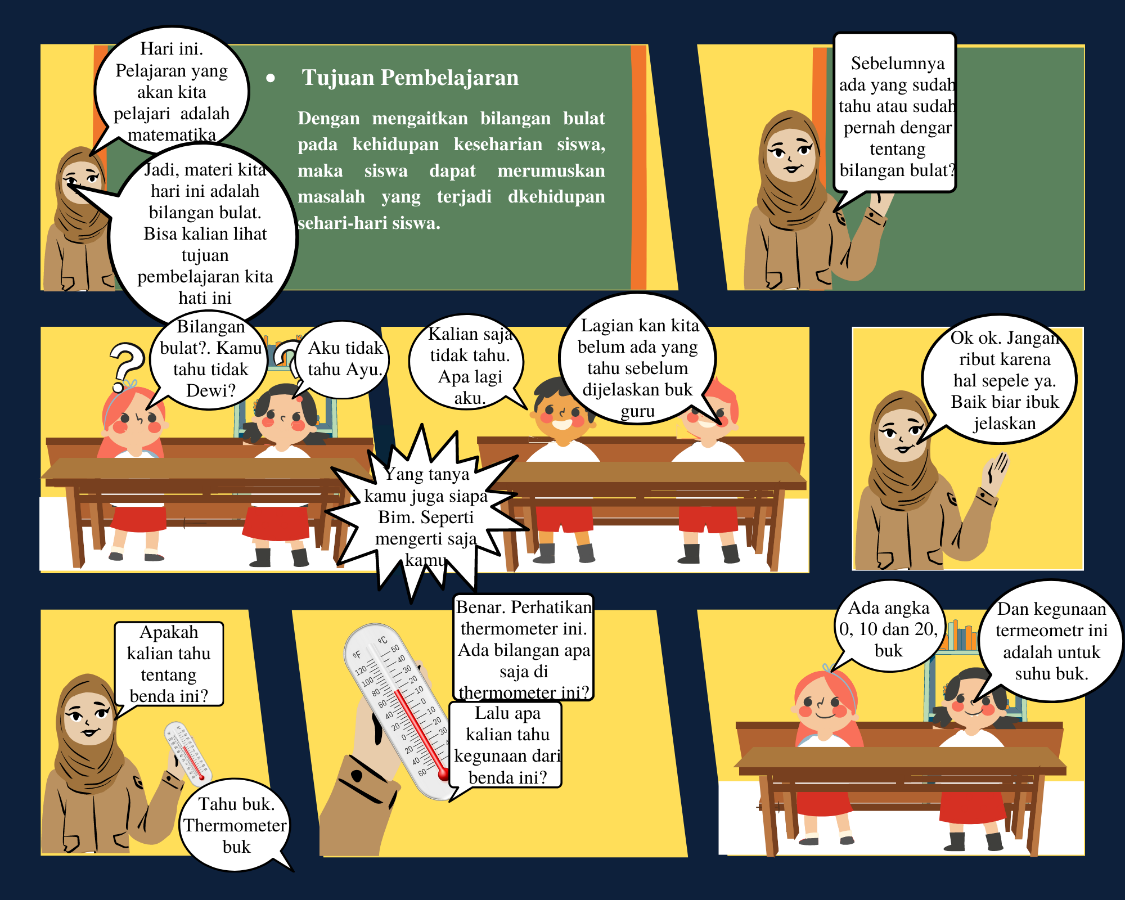 Hari ini.
Pelajaran yang
akan kita
pelajari adalah
matematika
Jadi, materi kita
hari ini adalah
bilangan bulat.
Bisa kalian lihat
tujuan
pembelajaran kita
hati ini
• Tujuan Pembelajaran
Dengan mengaitkan bilangan bulat
pada kehidupan keseharian siswa,
maka siswa dapat merumuskan
masalah yang terjadi dkehidupan
sehari-hari siswa.
Sebelumnya
ada yang sudah
tahu atau sudah
pernah dengar
tentang
bilangan bulat?
?
Bilangan
bulat?. Kamu
tahu tidak
Dewi?
Aku tidak
tahu Ayu.
Kalian saja
tidak tahu.
Apa lagi
aku.
Lagian kan kita
belum ada yang
tahu sebelum
dijelaskan buk
guru
Yang tanya
kamu juga siapa
Bim. Seperti
mengerti saja
kamu
Ok ok. Jangan
ribut karena
hal sepele ya.
Baik biar ibuk
jelaskan
Apakah
kalian tahu
tentang
benda ini?
Tahu buk.
Thermometer
buk
Benar. Perhatikan
thermometer ini.
Ada bilangan apa
saja di
thermometer ini?
Lalu apa
kalian tahu
kegunaan dari
benda ini?
°F °C
Ada angka
0, 10 dan 20,
buk
Dan kegunaan
termeometr ini
adalah untuk
suhu buk.